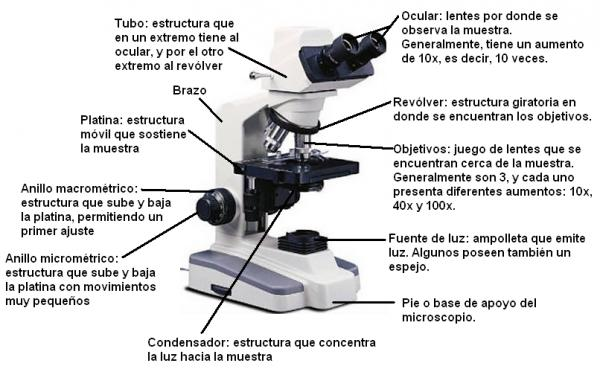 Tubo: estructura que
en un extremo tiene al
ocular, y por el otro
extremo al revólver
Brazo
Platina: estructura
móvil que sostiene
la muestra
Anillo macrométrico:
estructura que sube y baja
la platina, permitiendo un
primer ajuste
Anillo micrométrico:
estructura que sube y baja
la platina con movimientos
muy pequeños
Condensador: estructura que concentra
la luz hacia la muestra
Ocular: lentes por donde se
observa la muestra.
Generalmente, tiene un aumento
de 10x, es decir, 10 veces.
Revólver: estructura giratoria en
donde se encuentran los objetivos.
Objetivos: juego de lentes que se
encuentran cerca de la muestra.
Generalmente son 3, y cada uno
presenta diferentes aumentos: 10x,
40x y 100x.
Fuente de luz: ampolleta que emite
luz. Algunos poseen también un
espejo.
Pie o base de apoyo del
microscopio.